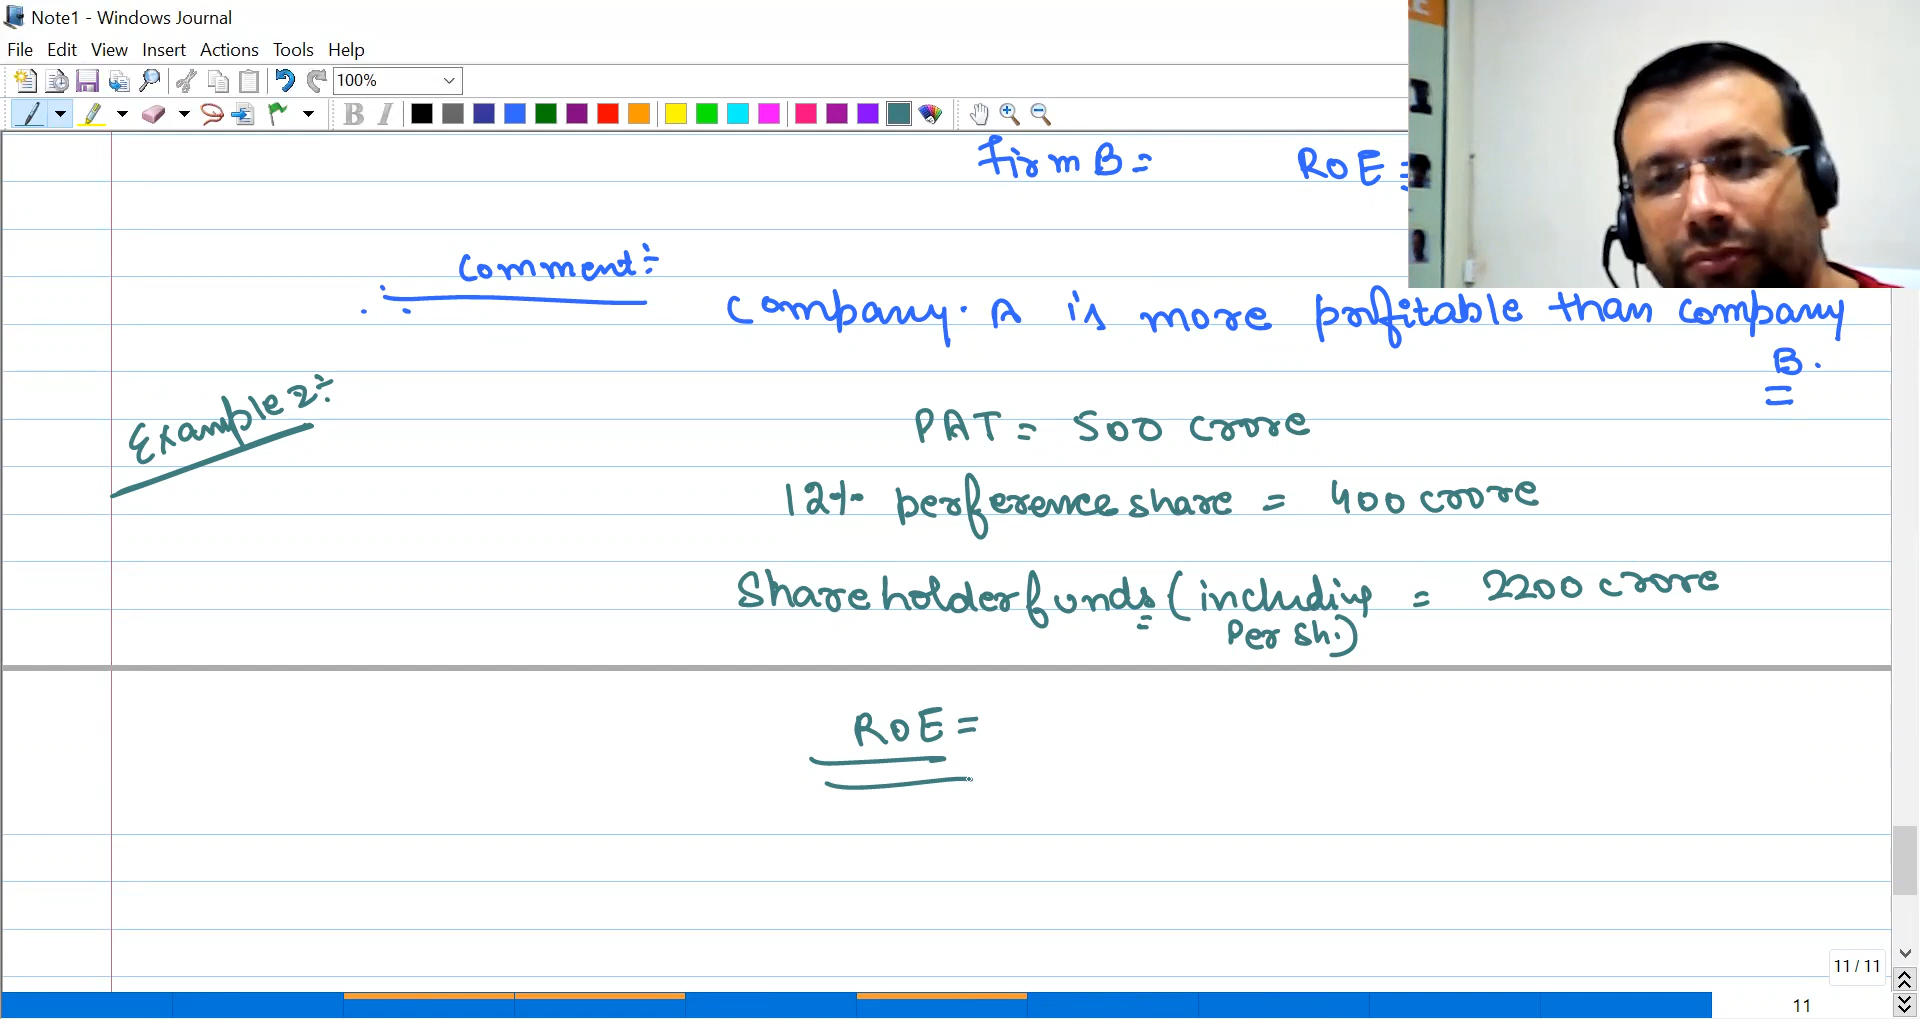 Note1 - Windows Journal
File Edit View Insert Actions Tools Help
100%
B I
Firm B = ROE =
Comment :-
Company. A is more profitable than company
B.
Example 2 :-
PAT = 500 crore
12% perference share = 400 crore
Shareholder funds (including = 2200 crore
Per sh.)
ROE =
11 / 11
11